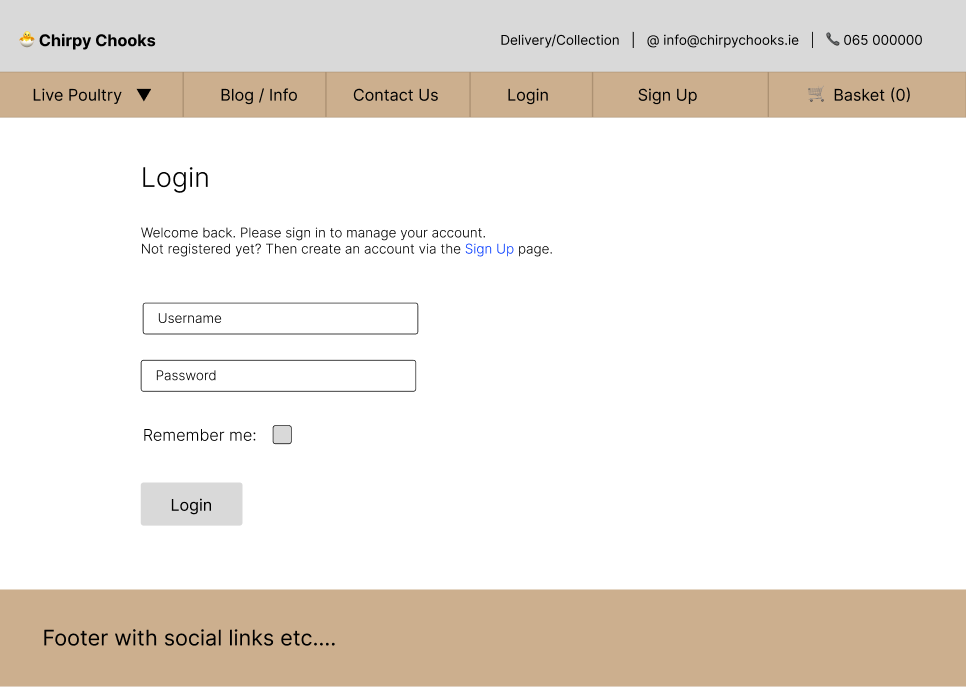 🐣 Chirpy Chooks
Delivery/Collection | @ info@chirpychooks.ie | 📞 065 000000
Live Poultry ▼ Blog / Info Contact Us Login Sign Up 🛒 Basket (0)
Login
Welcome back. Please sign in to manage your account.
Not registered yet? Then create an account via the Sign Up page.
Username
Password
Remember me:
Login
Footer with social links etc....